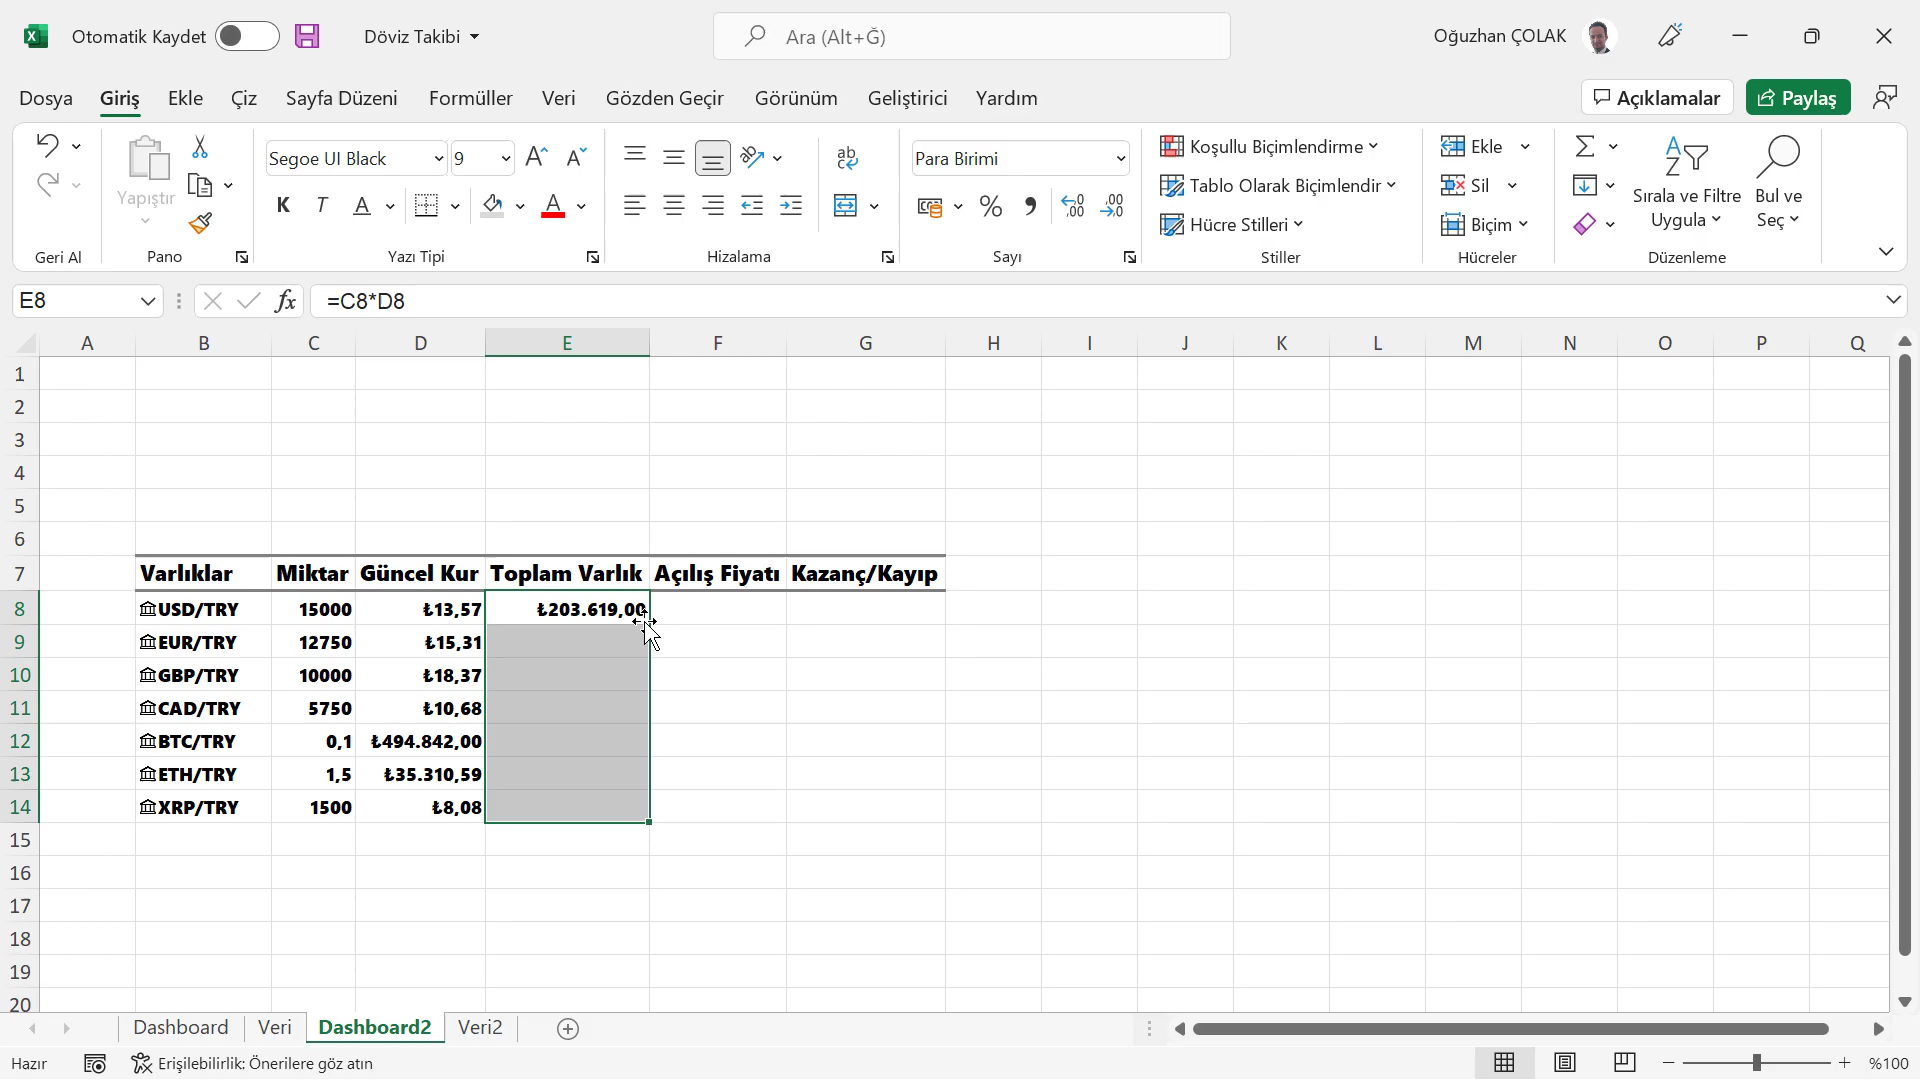 Otomatik Kaydet Döviz Takibi Ara (Alt+Ğ) Oğuzhan ÇOLAK
Dosya Giriş Ekle Çiz Sayfa Düzeni Formüller Veri Gözden Geçir Görünüm Geliştirici Yardım Açıklamalar Paylaş
Segoe UI Black 9 Para Birimi Koşullu Biçimlendirme Ekle
Yapıştır Tablo Olarak Biçimlendir Sil Sırala ve Filtre Bul ve
K T A A % Hücre Stilleri Biçim Uygula Seç
Geri Al Pano Yazı Tipi Hizalama Sayı Stiller Hücreler Düzenleme
E8 fx =C8*D8
A B C D E F G H I J K L M N O P Q
1
2
3
4
5
6
7 Varlıklar Miktar Güncel Kur Toplam Varlık Açılış Fiyatı Kazanç/Kayıp
8 USD/TRY 15000 ₺13,57 ₺203.619,00
9 EUR/TRY 12750 ₺15,31
10 GBP/TRY 10000 ₺18,37
11 CAD/TRY 5750 ₺10,68
12 BTC/TRY 0,1 ₺494.842,00
13 ETH/TRY 1,5 ₺35.310,59
14 XRP/TRY 1500 ₺8,08
15
16
17
18
19
20
Dashboard Veri Dashboard2 Veri2
Hazır Erişilebilirlik: Önerilere göz atın %100